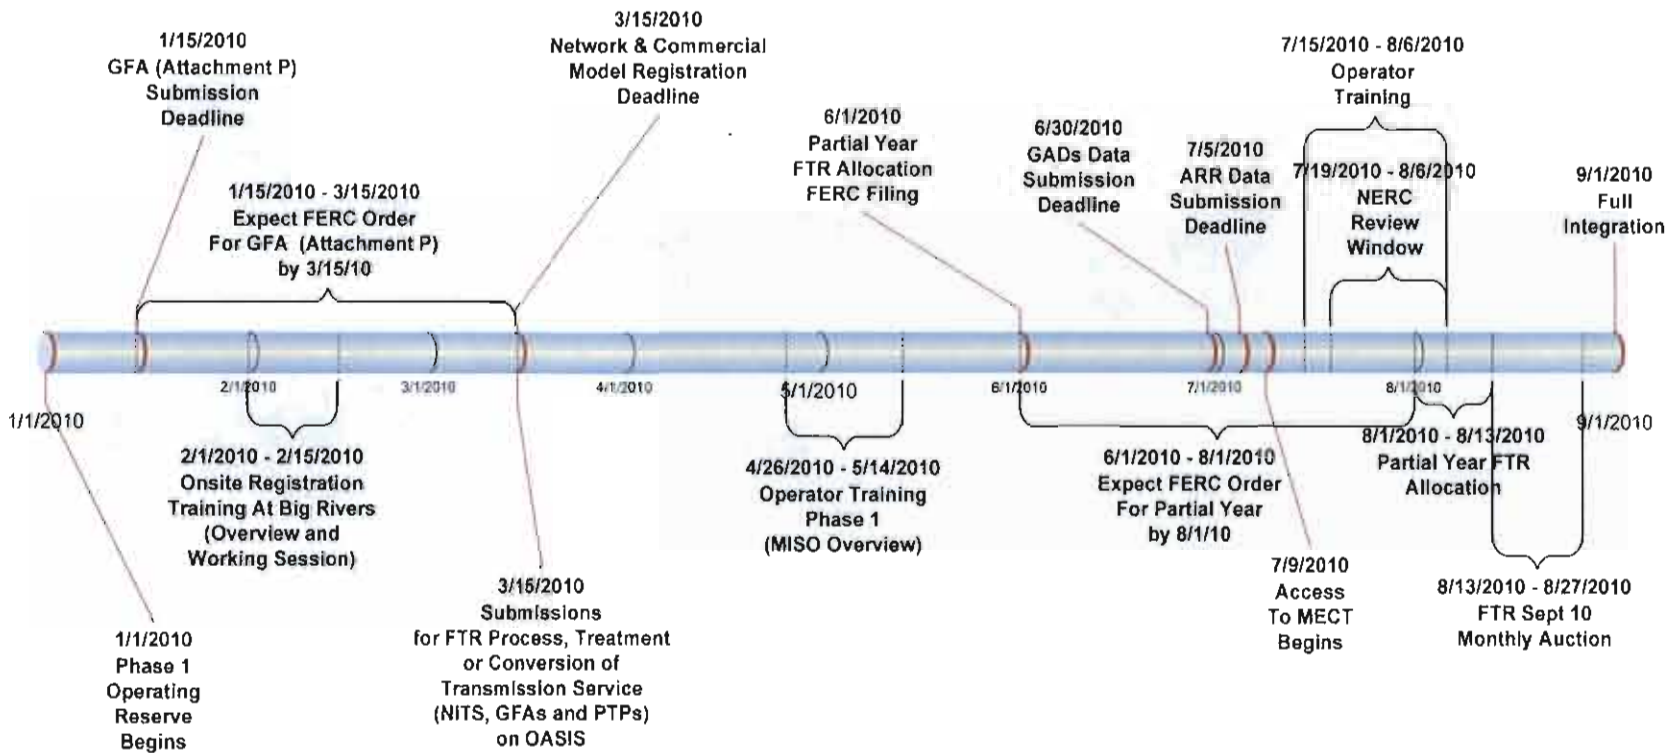 1/15/2010
GFA (Attachment P)
Submission
Deadline
3/15/2010
Network & Commercial
Model Registration
Deadline
7/15/2010 - 8/6/2010
Operator
Training
6/1/2010
Partial Year
FTR Allocation
FERC Filing
6/30/2010
GADs Data
Submission
Deadline
7/5/2010
ARR Data
Submission
Deadline
7/19/2010 - 8/6/2010
NERC
Review
Window
9/1/2010
Full
Integration
1/15/2010 - 3/15/2010
Expect FERC Order
For GFA (Attachment P)
by 3/15/10
1/1/2010
2/1/2010
3/1/2010
4/1/2010
5/1/2010
6/1/2010
7/1/2010
8/1/2010
9/1/2010
2/1/2010 - 2/15/2010
Onsite Registration
Training At Big Rivers
(Overview and
Working Session)
4/26/2010 - 5/14/2010
Operator Training
Phase 1
(MISO Overview)
6/1/2010 - 8/1/2010
Expect FERC Order
For Partial Year
by 8/1/10
8/1/2010 - 8/13/2010
Partial Year FTR
Allocation
1/1/2010
Phase 1
Operating
Reserve
Begins
3/15/2010
Submissions
for FTR Process, Treatment
or Conversion of
Transmission Service
(NITS, GFAs and PTPs)
on OASIS
7/9/2010
Access
To MECT
Begins
8/13/2010 - 8/27/2010
FTR Sept 10
Monthly Auction